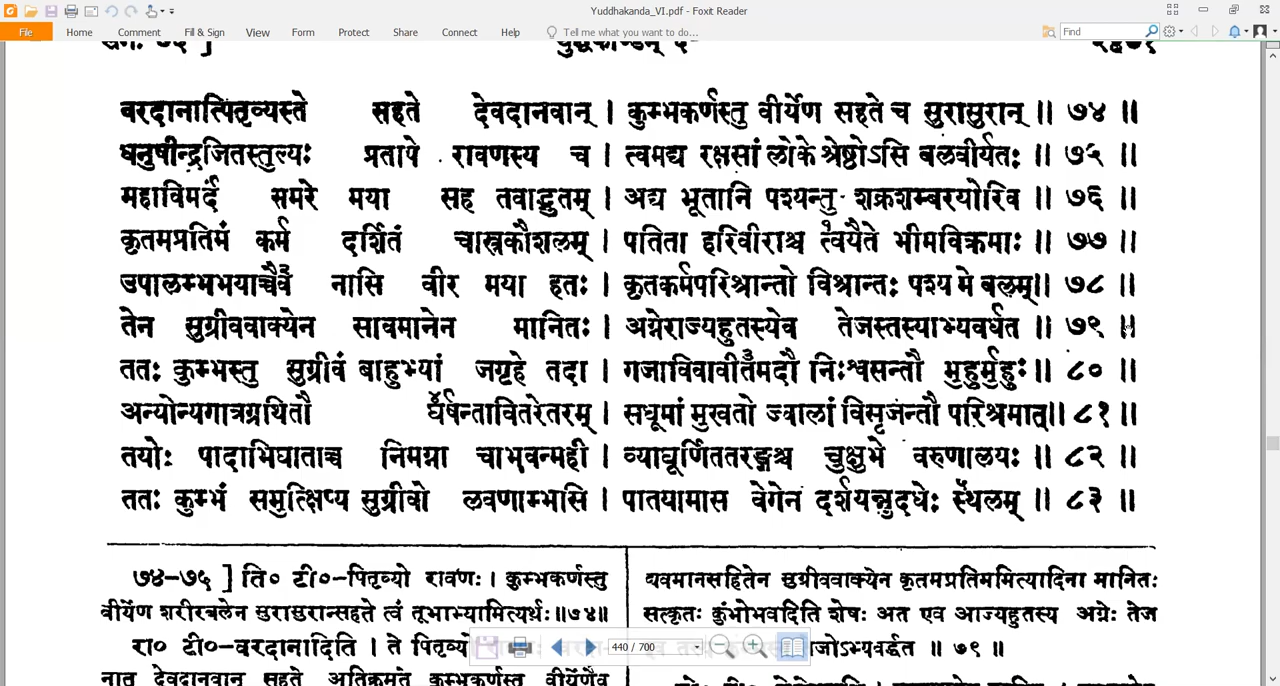 Yuddhakanda_VI.pdf - Foxit Reader
File Home Comment Fill & Sign View Form Protect Share Connect Help Tell me what you want to do... Find
युद्धकाण्डम् ६
वरदानात्पितृव्यस्ते सहते देवदानवान् । कुम्भकर्णस्तु वीर्येण सहते च सुरासुरान् ॥ ७४ ॥
धनुषीन्द्रजितस्तुल्यः प्रतापे रावणस्य च । त्वमद्य रक्षसां लोके श्रेष्ठोऽसि बलवीर्यतः ॥ ७५ ॥
महाविमर्दं समरे मया सह तवाद्भुतम् । अद्य भूतानि पश्यन्तु शक्रशम्बरयोरिव ॥ ७६ ॥
कृतमप्रतिमं कर्म दर्शितं चास्त्रकौशलम् । पतिता हरिवीराश्च त्वयैते भीमविक्रमाः ॥ ७७ ॥
उपालम्भभयाच्चैव नासि वीर मया हतः । कृतकर्मपरिश्रान्तो विश्रान्तः पश्य मे बलम् ॥ ७८ ॥
तेन सुग्रीववाक्येन सावमानेन मानितः । अग्नेराज्यहुतस्येव तेजस्तस्याभ्यवर्धत ॥ ७९ ॥
ततः कुम्भस्तु सुग्रीवं बाहुभ्यां जगृहे तदा । गजाविवावीतमदौ निःश्वसन्तौ मुहुर्मुहुः ॥ ८० ॥
अन्योन्यगात्रग्रथितौ घर्षन्तावितरेतरम् । सधूमां मुखतो ज्वालां विसृजन्तौ परिश्रमात् ॥ ८१ ॥
तयोः पादाभिघाताच्च निमग्ना चाभवन्मही । व्याघूर्णिततरङ्गश्च चुक्षुभे वरुणालयः ॥ ८२ ॥
ततः कुम्भं समुत्क्षिप्य सुग्रीवो लवणाम्भसि । पातयामास वेगेन दर्शयन्नुदधेः स्थलम् ॥ ८३ ॥
७४-७५ ] ति० टी०-पितृव्यो रावणः । कुम्भकर्णस्तु
वीर्येण शरीरबलेन सुरासुरान्सहते त्वं तूभाभ्यामित्यर्थः ॥७४॥
रा० टी०-वरदानादिति । ते पितृव्यो
द्यवमानसहितेन सुग्रीववाक्येन कृतमप्रतिममित्यादिना मानितः
सत्कृतः कुंभोभवदिति शेषः अत एव आज्यहुतस्य अग्नेः तेज
जोऽभ्यवर्द्धत ॥ ७९ ॥
440 / 700